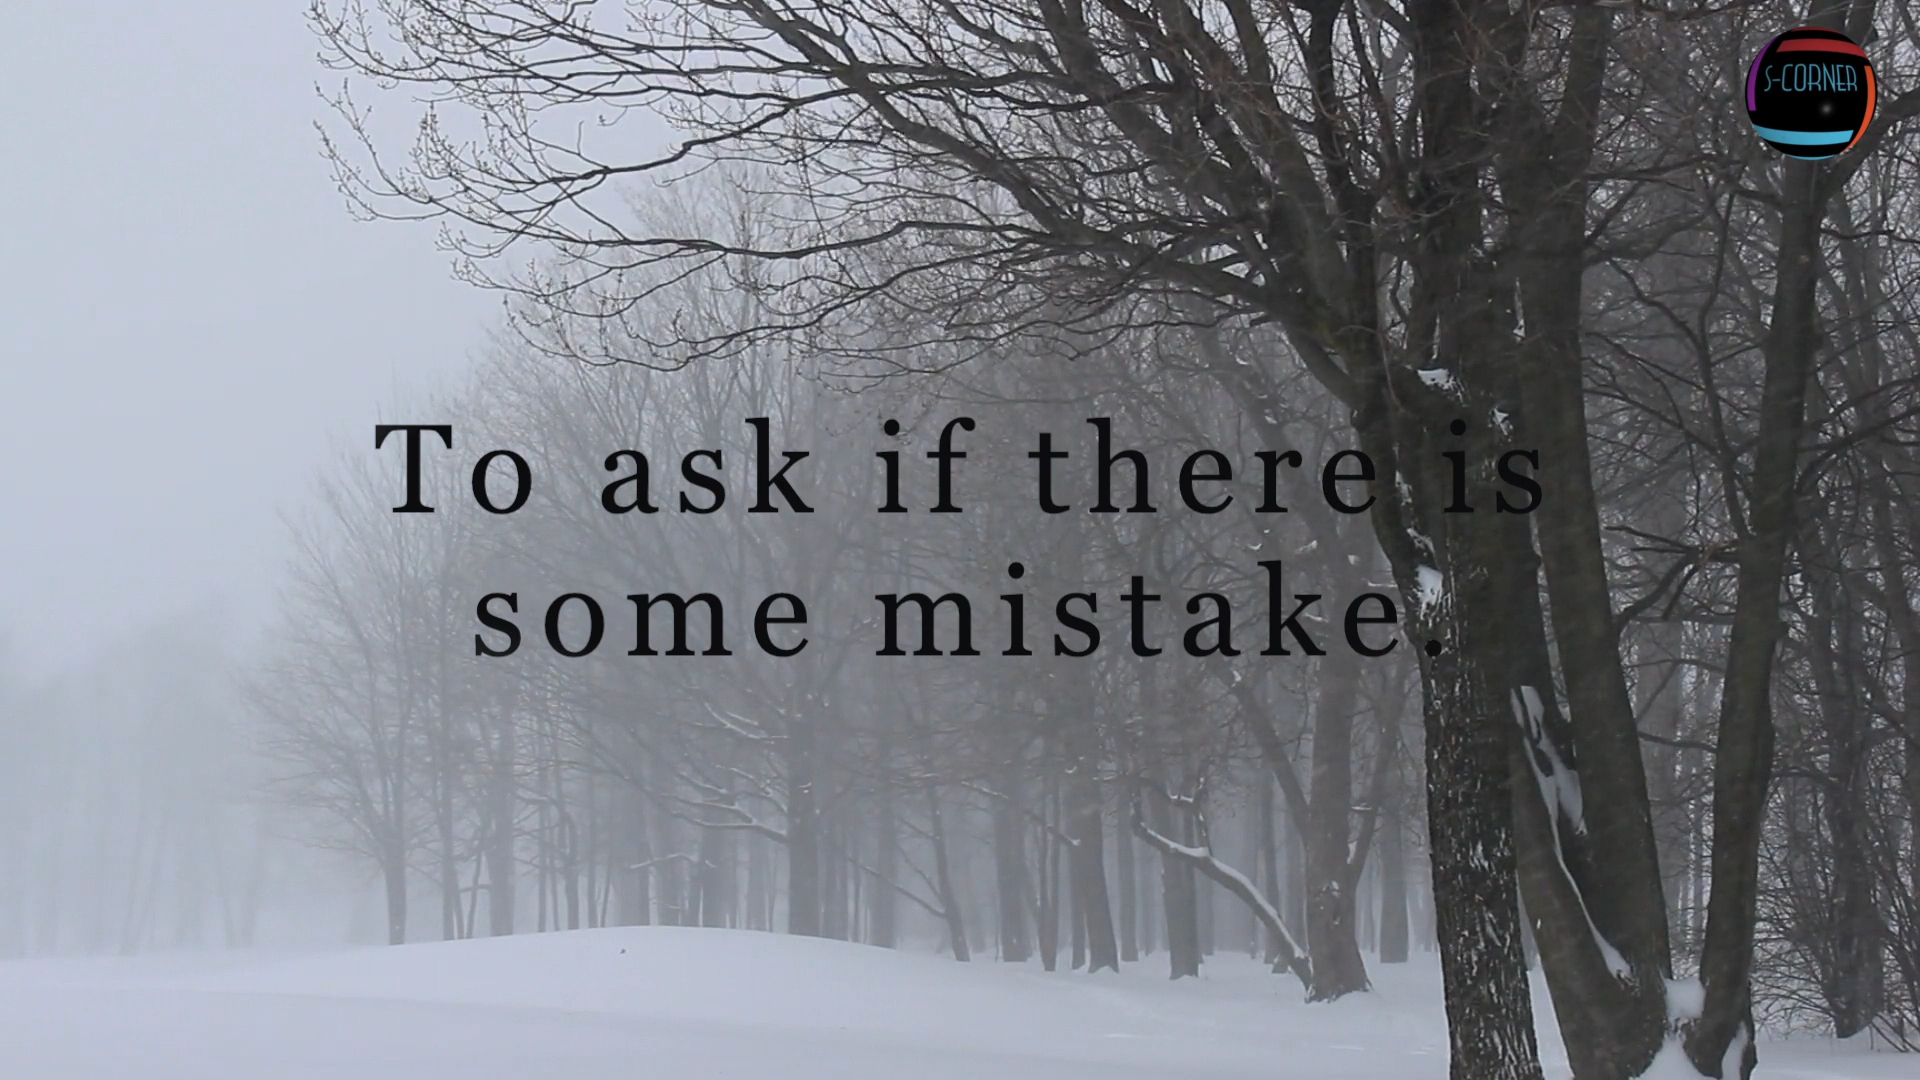 S-CORNER
To ask if there is
some mistake.